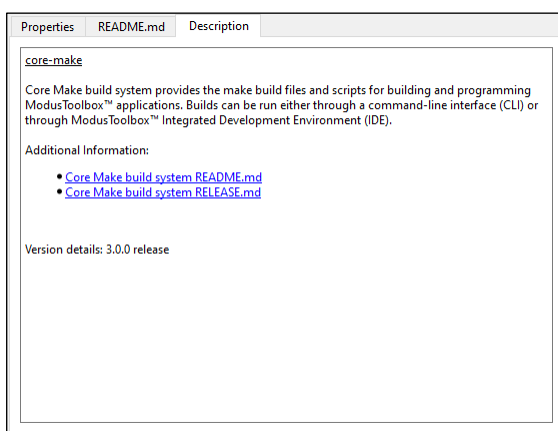 Properties README.md Description
core-make
Core Make build system provides the make build files and scripts for building and programming
ModusToolbox™ applications. Builds can be run either through a command-line interface (CLI) or
through ModusToolbox™ Integrated Development Environment (IDE).
Additional Information:
• Core Make build system README.md
• Core Make build system RELEASE.md
Version details: 3.0.0 release